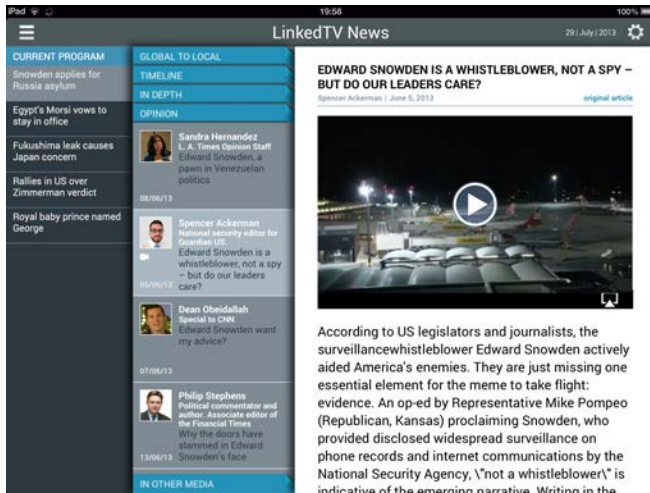 iPad
19:58
100%
LinkedTV News
29 | July | 2013
CURRENT PROGRAM
Snowden applies for
Russia asylum
Egypt's Morsi vows to
stay in office
Fukushima leak causes
Japan concern
Rallies in US over
Zimmerman verdict
Royal baby prince named
George
GLOBAL TO LOCAL
TIMELINE
IN DEPTH
OPINION
Sandra Hernandez
L. A. Times Opinion Staff
Edward Snowden, a
pawn in Venezuelan
politics
08/06/13
Spencer Ackerman
National security editor for
Guardian US.
Edward Snowden is a
whistleblower, not a spy
– but do our leaders
05/06/13 care?
Dean Obeidallah
Special to CNN
Edward Snowden want
my advice?
07/06/13
Philip Stephens
Political commentator and
author. Associate editor of
the Financial Times
Why the doors have
slammed in Edward
13/06/13 Snowden's face
IN OTHER MEDIA
EDWARD SNOWDEN IS A WHISTLEBLOWER, NOT A SPY –
BUT DO OUR LEADERS CARE?
Spencer Ackerman | June 5, 2013
original article
According to US legislators and journalists, the
surveillancewhistleblower Edward Snowden actively
aided America's enemies. They are just missing one
essential element for the meme to take flight:
evidence. An op-ed by Representative Mike Pompeo
(Republican, Kansas) proclaiming Snowden, who
provided disclosed widespread surveillance on
phone records and internet communications by the
National Security Agency, \"not a whistleblower\" is
indicative of the emerging narrative. Writing in the